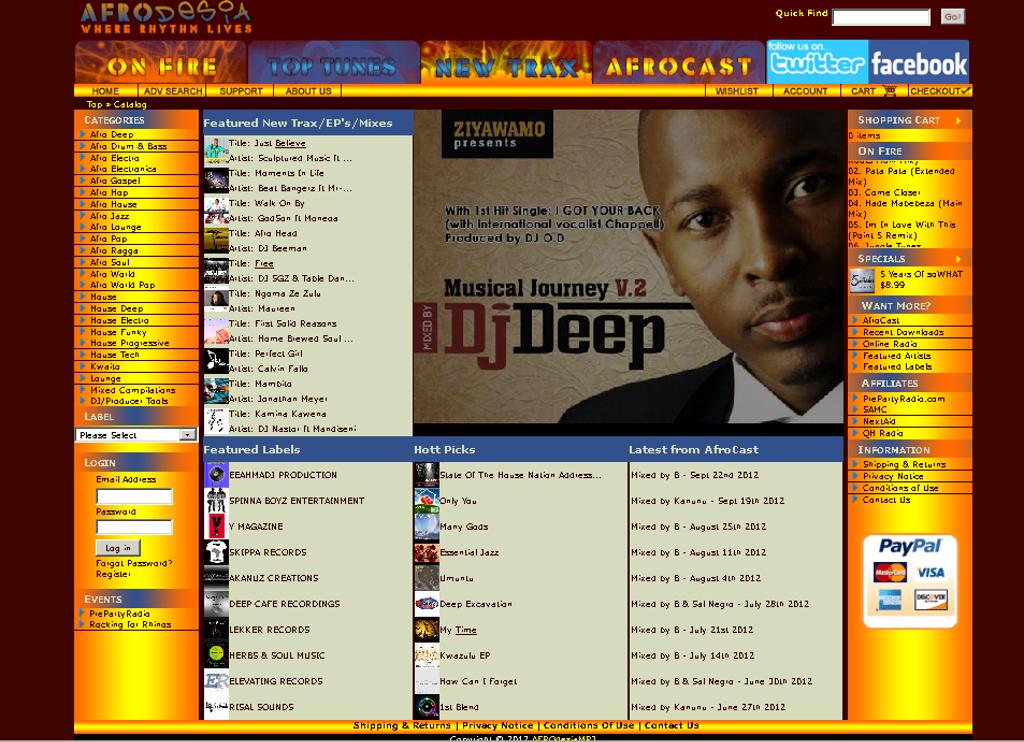 AFRODESIA
WHERE RHYTHM LIVES
Quick Find
Go!
ON FIRE
TOP TUNES
NEW TRAX
AFROCAST
follow us on...
twitter
facebook
HOME
ADV SEARCH
SUPPORT
ABOUT US
WISHLIST
ACCOUNT
CART
CHECKOUT
Top » Catalog
CATEGORIES
Afro Deep
Afro Drum & Bass
Afro Electro
Afro Electronica
Afro Gospel
Afro Hop
Afro House
Afro Jazz
Afro Lounge
Afro Pop
Afro Ragga
Afro Soul
Afro World
Afro World Pop
House
House Deep
House Electro
House Funky
House Progressive
House Tech
Kwaito
Lounge
Mixed Compilations
DJ/Producer Tools
LABEL
Please Select
LOGIN
Email Address
Password
Log in
Forgot Password?
Register
EVENTS
PrePartyRadio
Rocking for Rhinos
Featured New Trax/EP's/Mixes
Title: Just Believe
Artist: Sculptured Music ft ...
Title: Moments In Life
Artist: Beat Bangerz ft Mr-...
Title: Walk On By
Artist: GodSon ft Moneoa
Title: Afro Head
Artist: DJ Beeman
Title: Free
Artist: DJ SGZ & Table Dan...
Title: Ngoma Ze Zulu
Artist: Maureen
Title: First Solid Reasons
Artist: Home Brewed Soul ...
Title: Perfect Girl
Artist: Calvin Fallo
Title: Mambita
Artist: Jonathan Meyer
Title: Kamina Kawena
Artist: DJ Nastor ft Mandiseni
ZIYAWAMO
presents
With 1st Hit Single: I GOT YOUR BACK
(with International vocalist Chappell)
Produced by DJ O.D
Musical Journey V.2
MIXED BY
DjDeep
Featured Labels
EEAHMADJ PRODUCTION
SPINNA BOYZ ENTERTAINMENT
Y MAGAZINE
SKIPPA RECORDS
AKANUZ CREATIONS
DEEP CAFE RECORDINGS
LEKKER RECORDS
HERBS & SOUL MUSIC
ELEVATING RECORDS
RISAL SOUNDS
Hott Picks
State Of The House Nation Address...
Only You
Many Gods
Essential Jazz
Umuntu
Deep Excavation
My Time
Kwazulu EP
How Can I Forget
1st Blend
Latest from AfroCast
Mixed by B - Sept 22nd 2012
Mixed by Kanunu - Sept 19th 2012
Mixed by B - August 25th 2012
Mixed by B - August 11th 2012
Mixed by B - August 4th 2012
Mixed by B & Sal Negro - July 28th 2012
Mixed by B - July 21st 2012
Mixed by B - July 14th 2012
Mixed by B & Sal Negro - June 30th 2012
Mixed by Kanunu - June 27th 2012
SHOPPING CART
0 items
ON FIRE
02. Pata Pata (Extended
Mix)
03. Come Closer
04. Hade Matebeza (Main
Mix)
05. Im In Love With This
(Point 5 Remix)
06. Jungle Tunes
SPECIALS
5 Years Of soWHAT
$8.99
WANT MORE?
AfroCast
Recent Downloads
Online Radio
Featured Artists
Featured Labels
AFFILIATES
PrePartyRadio.com
SAMC
NextAid
QH Radio
INFORMATION
Shipping & Returns
Privacy Notice
Conditions of Use
Contact Us
PayPal
MasterCard
VISA
AMERICAN EXPRESS
DISCOVER
Shipping & Returns | Privacy Notice | Conditions Of Use | Contact Us
Copyright © 2012 AFROdesiaMP3